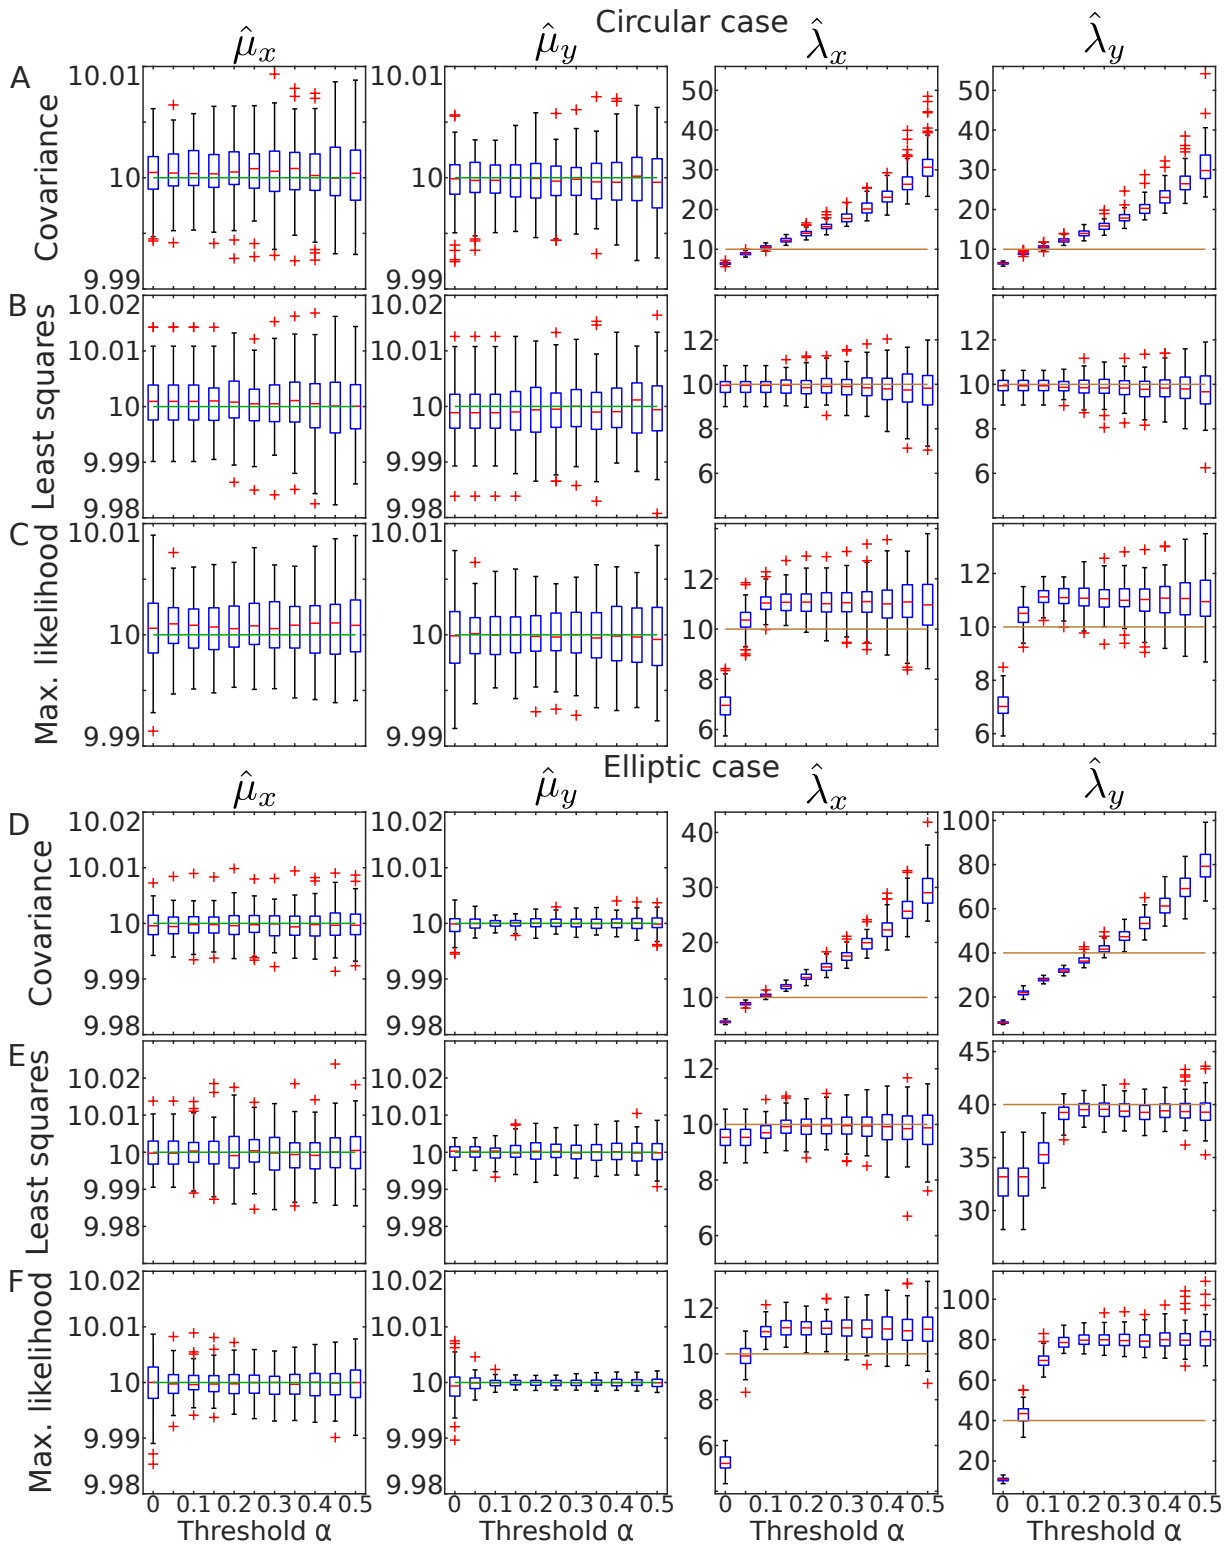 Circular case
μ̂x μ̂y λ̂x λ̂y
A
Covariance
10.01 10 9.99
10.01 10 9.99
50 40 30 20 10
50 40 30 20 10
B
Least squares
10.02 10.01 10 9.99 9.98
10.02 10.01 10 9.99 9.98
12 10 8 6
12 10 8 6
C
Max. likelihood
10.01 10 9.99
10.01 10 9.99
12 10 8 6
12 10 8 6
Elliptic case
μ̂x μ̂y λ̂x λ̂y
D
Covariance
10.02 10.01 10 9.99 9.98
10.02 10.01 10 9.99 9.98
40 30 20 10
100 80 60 40 20
E
Least squares
10.02 10.01 10 9.99 9.98
10.02 10.01 10 9.99 9.98
12 10 8 6
45 40 35 30
F
Max. likelihood
10.02 10.01 10 9.99 9.98
10.02 10.01 10 9.99 9.98
12 10 8 6
100 80 60 40 20
0 0.1 0.2 0.3 0.4 0.5
0 0.1 0.2 0.3 0.4 0.5
0 0.1 0.2 0.3 0.4 0.5
0 0.1 0.2 0.3 0.4 0.5
Threshold α Threshold α Threshold α Threshold α